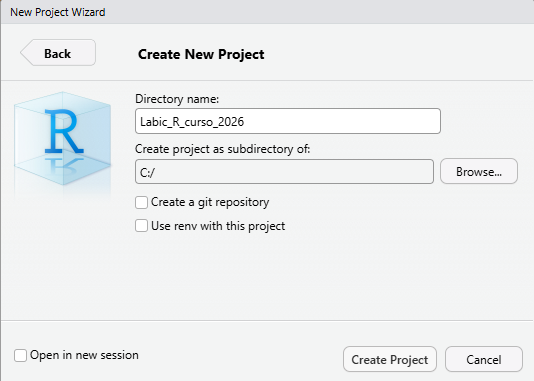 New Project Wizard
Back
Create New Project
R
Directory name:
Labic_R_curso_2026
Create project as subdirectory of:
C:/
Browse...
Create a git repository
Use renv with this project
Open in new session
Create Project
Cancel